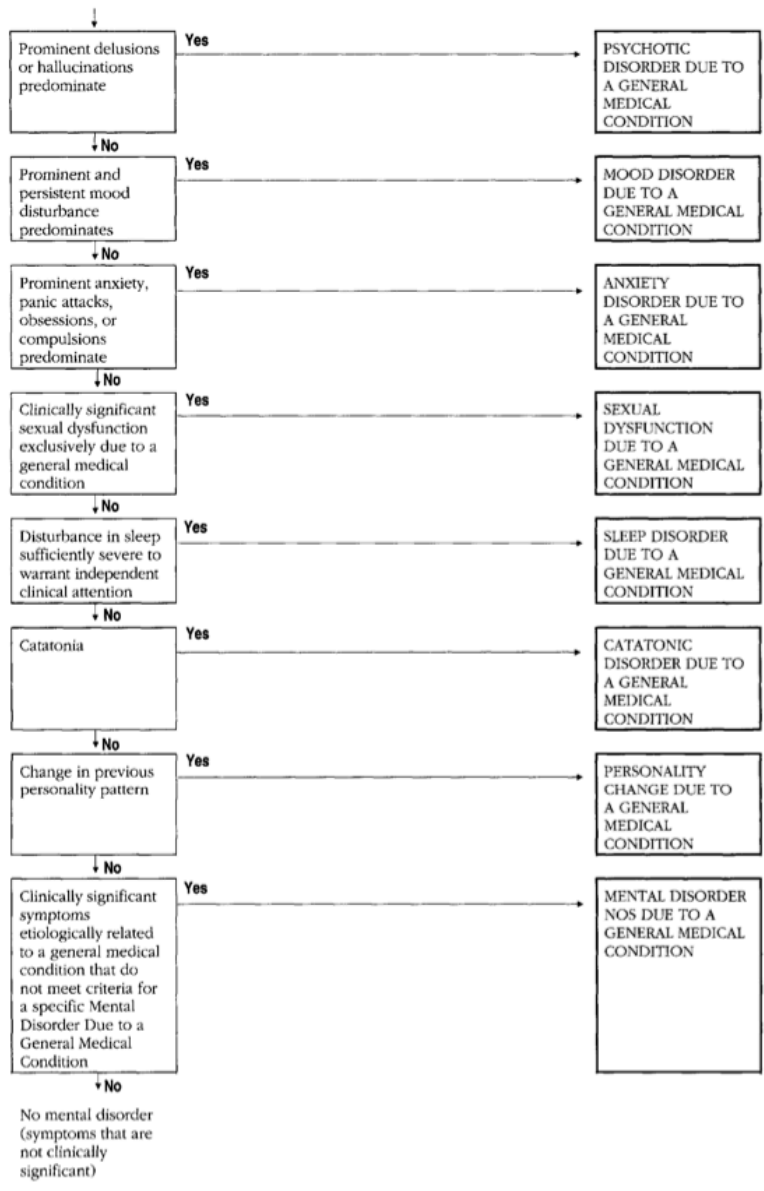 Prominent delusions
or hallucinations
predominate
Yes
PSYCHOTIC
DISORDER DUE TO
A GENERAL
MEDICAL
CONDITION
No
Prominent and
persistent mood
disturbance
predominates
Yes
MOOD DISORDER
DUE TO A
GENERAL MEDICAL
CONDITION
No
Prominent anxiety,
panic attacks,
obsessions, or
compulsions
predominate
Yes
ANXIETY
DISORDER DUE TO
A GENERAL
MEDICAL
CONDITION
No
Clinically significant
sexual dysfunction
exclusively due to a
general medical
condition
Yes
SEXUAL
DYSFUNCTION
DUE TO A
GENERAL MEDICAL
CONDITION
No
Disturbance in sleep
sufficiently severe to
warrant independent
clinical attention
Yes
SLEEP DISORDER
DUE TO A
GENERAL MEDICAL
CONDITION
No
Catatonia
Yes
CATATONIC
DISORDER DUE TO
A GENERAL
MEDICAL
CONDITION
No
Change in previous
personality pattern
Yes
PERSONALITY
CHANGE DUE TO
A GENERAL
MEDICAL
CONDITION
No
Clinically significant
symptoms
etiologically related
to a general medical
condition that do
not meet criteria for
a specific Mental
Disorder Due to a
General Medical
Condition
Yes
MENTAL DISORDER
NOS DUE TO A
GENERAL MEDICAL
CONDITION
No
No mental disorder
(symptoms that are
not clinically
significant)